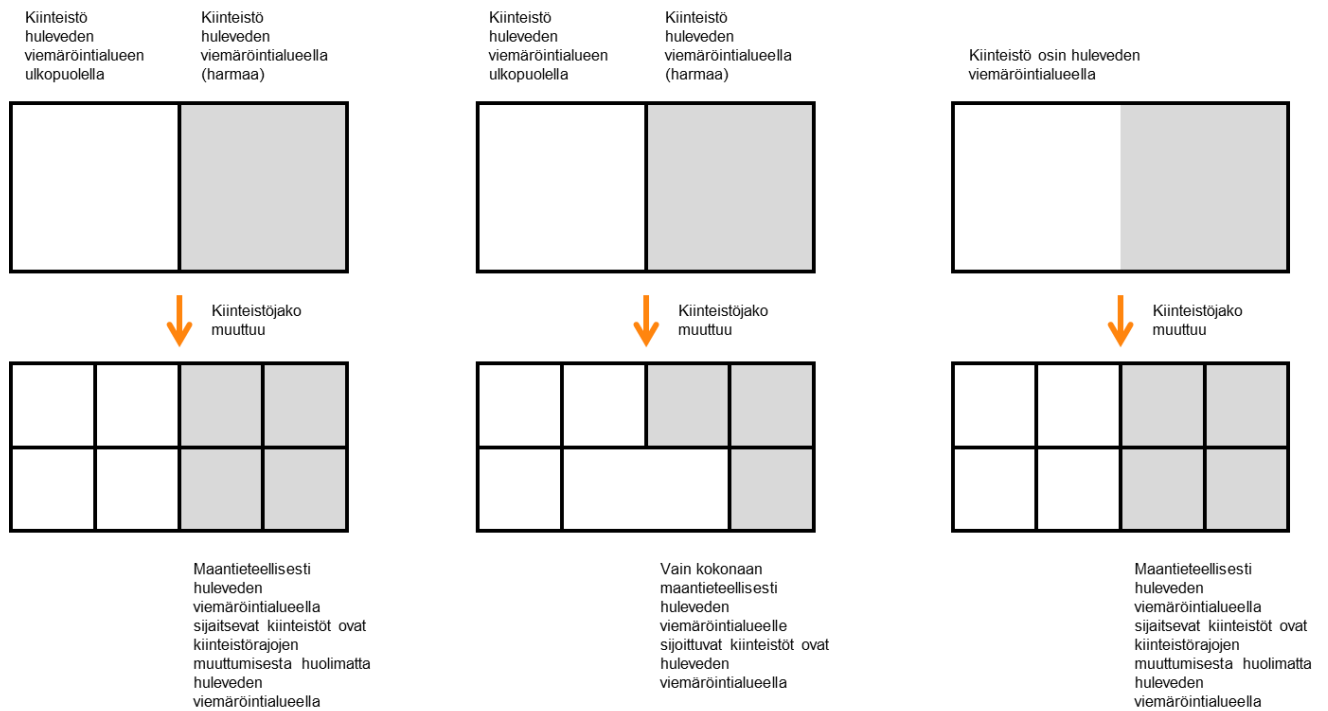 Kiinteistö
huleveden
viemäröintialueen
ulkopuolella
Kiinteistö
huleveden
viemäröintialueella
(harmaa)
Kiinteistö
huleveden
viemäröintialueen
ulkopuolella
Kiinteistö
huleveden
viemäröintialueella
(harmaa)
Kiinteistö osin huleveden
viemäröintialueella
Kiinteistöjako
muuttuu
Kiinteistöjako
muuttuu
Kiinteistöjako
muuttuu
Maantieteellisesti
huleveden
viemäröintialueella
sijaitsevat kiinteistöt ovat
kiinteistörajojen
muuttumisesta huolimatta
huleveden
viemäröintialueella
Vain kokonaan
maantieteellisesti
huleveden
viemäröintialueelle
sijoittuvat kiinteistöt ovat
huleveden
viemäröintialueella
Maantieteellisesti
huleveden
viemäröintialueella
sijaitsevat kiinteistöt ovat
kiinteistörajojen
muuttumisesta huolimatta
huleveden
viemäröintialueella